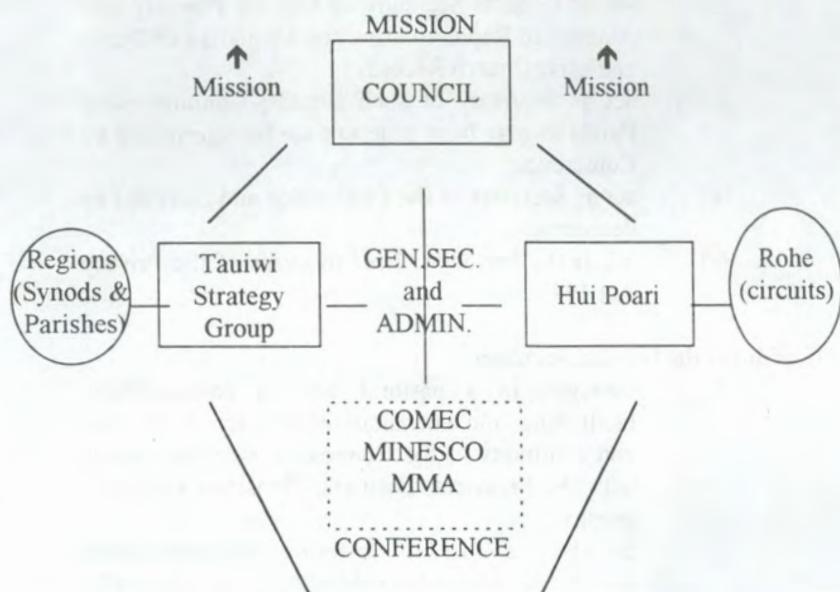 MISSION
Mission
COUNCIL
Mission
Regions
(Synods &
Parishes)
Tauiwi
Strategy
Group
GEN.SEC
and
ADMIN.
Hui Poari
Rohe
(circuits)
COMEC
MINESCO
MMA
CONFERENCE